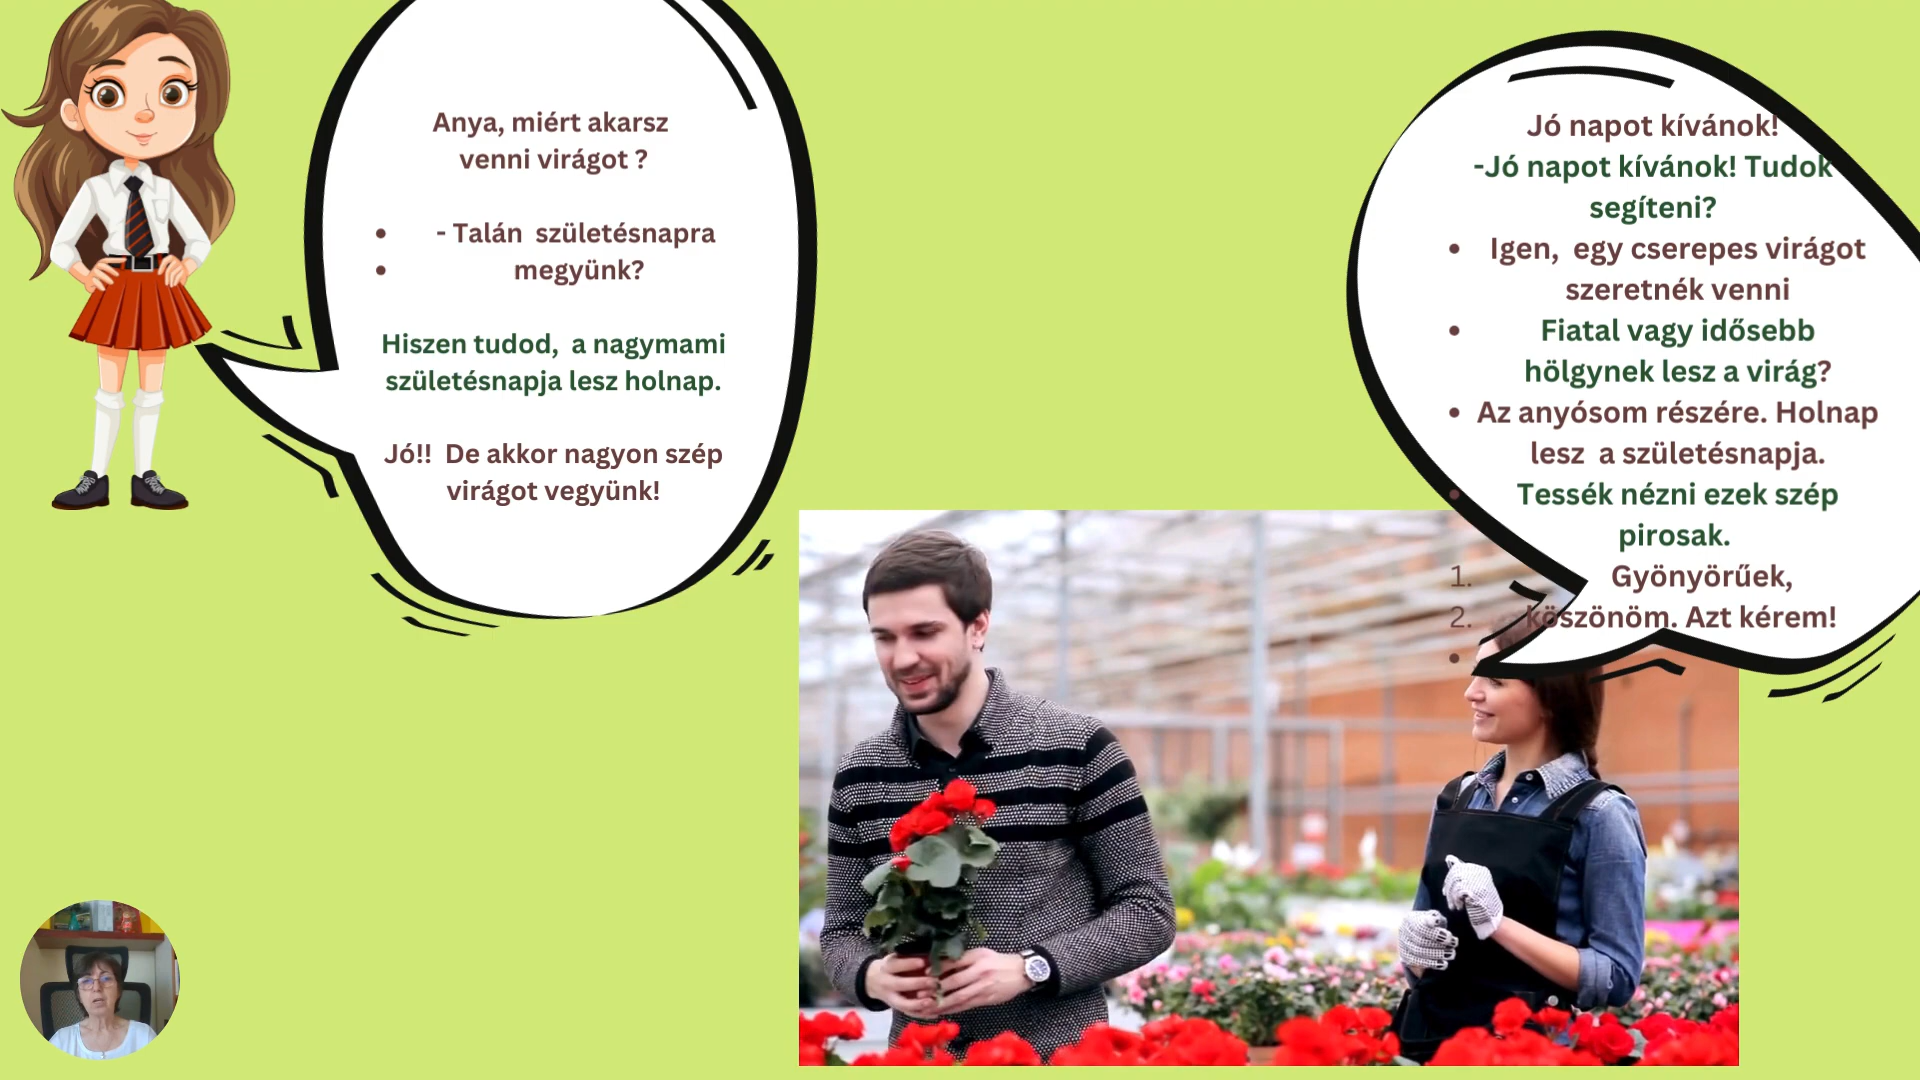 Anya, miért akarsz
venni virágot ?
- Talán születésnapra
megyünk?
Hiszen tudod, a nagymami
születésnapja lesz holnap.
Jó!! De akkor nagyon szép
virágot vegyünk!
Jó napot kívánok!
-Jó napot kívánok! Tudok
segíteni?
Igen, egy cserepes virágot
szeretnék venni
Fiatal vagy idősebb
hölgynek lesz a virág?
Az anyósom részére. Holnap
lesz a születésnapja.
Tessék nézni ezek szép
pirosak.
1. Gyönyörűek,
2. köszönöm. Azt kérem!